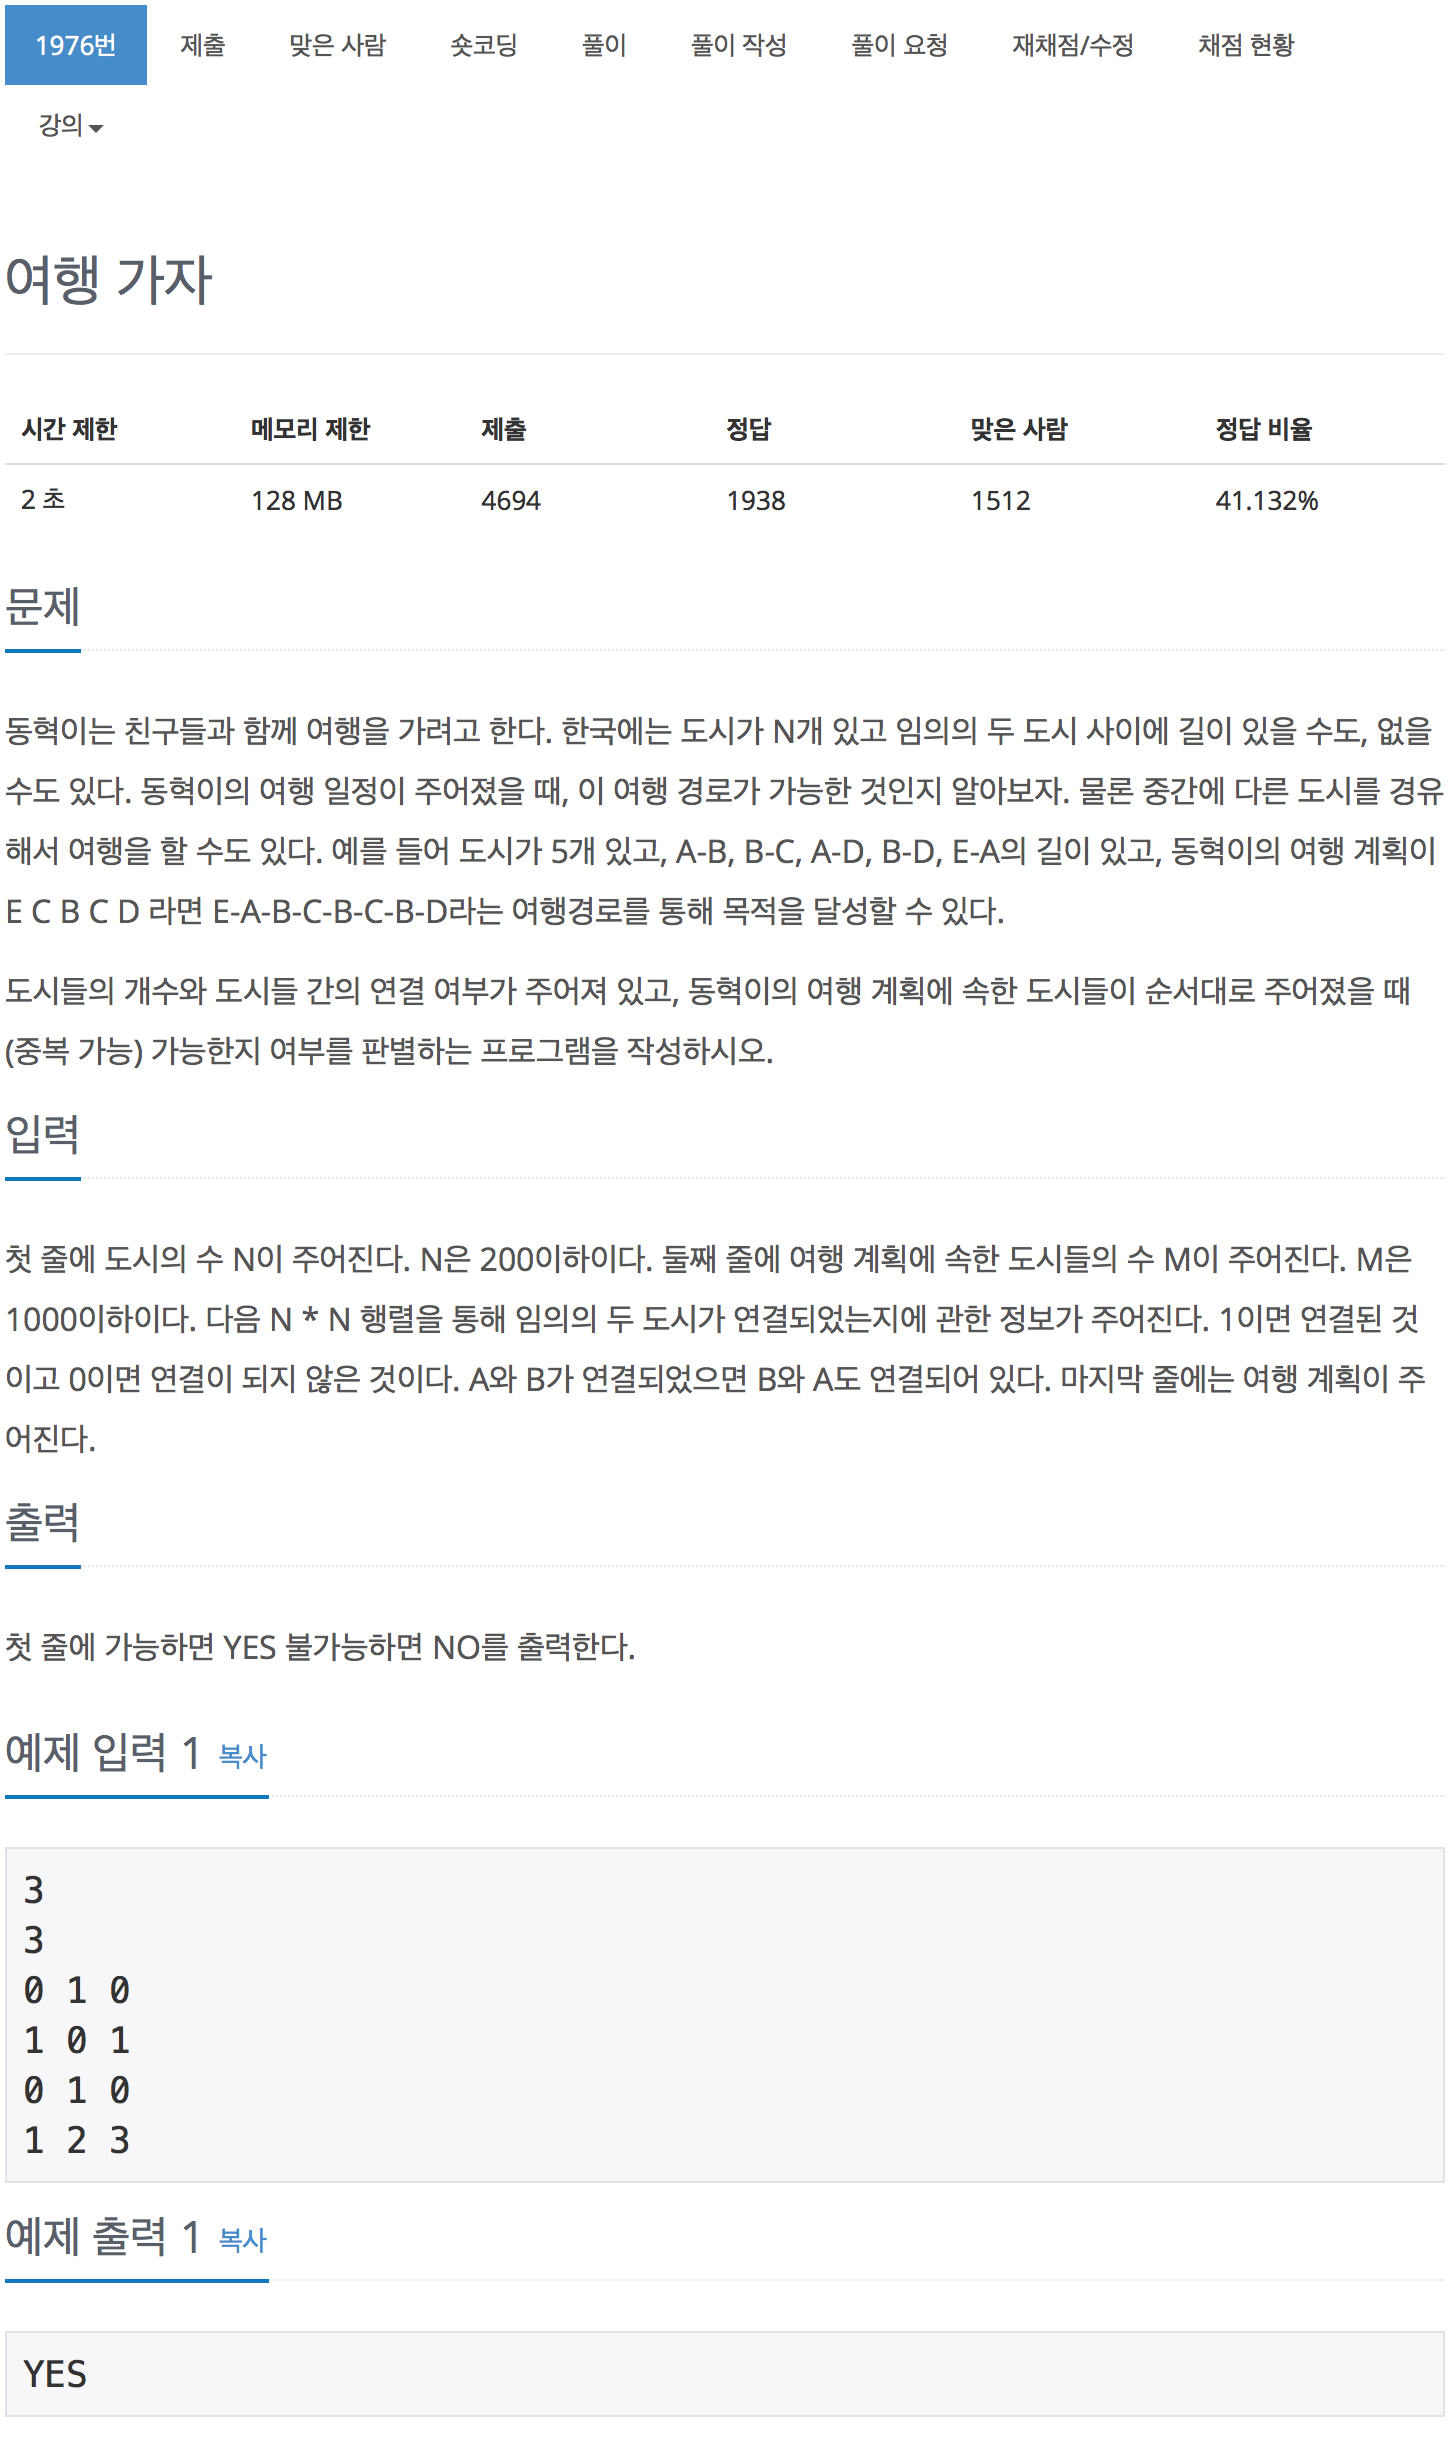 1976번 제출 맞은 사람 숏코딩 풀이 풀이 작성 풀이 요청 재채점/수정 채점 현황
강의
여행 가자
시간 제한 메모리 제한 제출 정답 맞은 사람 정답 비율
2 초 128 MB 4694 1938 1512 41.132%
문제
동혁이는 친구들과 함께 여행을 가려고 한다. 한국에는 도시가 N개 있고 임의의 두 도시 사이에 길이 있을 수도, 없을
수도 있다. 동혁이의 여행 일정이 주어졌을 때, 이 여행 경로가 가능한 것인지 알아보자. 물론 중간에 다른 도시를 경유
해서 여행을 할 수도 있다. 예를 들어 도시가 5개 있고, A-B, B-C, A-D, B-D, E-A의 길이 있고, 동혁이의 여행 계획이
E C B C D 라면 E-A-B-C-B-C-B-D라는 여행경로를 통해 목적을 달성할 수 있다.
도시들의 개수와 도시들 간의 연결 여부가 주어져 있고, 동혁이의 여행 계획에 속한 도시들이 순서대로 주어졌을 때
(중복 가능) 가능한지 여부를 판별하는 프로그램을 작성하시오.
입력
첫 줄에 도시의 수 N이 주어진다. N은 200이하이다. 둘째 줄에 여행 계획에 속한 도시들의 수 M이 주어진다. M은
1000이하이다. 다음 N * N 행렬을 통해 임의의 두 도시가 연결되었는지에 관한 정보가 주어진다. 1이면 연결된 것
이고 0이면 연결이 되지 않은 것이다. A와 B가 연결되었으면 B와 A도 연결되어 있다. 마지막 줄에는 여행 계획이 주
어진다.
출력
첫 줄에 가능하면 YES 불가능하면 NO를 출력한다.
예제 입력 1 복사
3
3
0 1 0
1 0 1
0 1 0
1 2 3
예제 출력 1 복사
YES